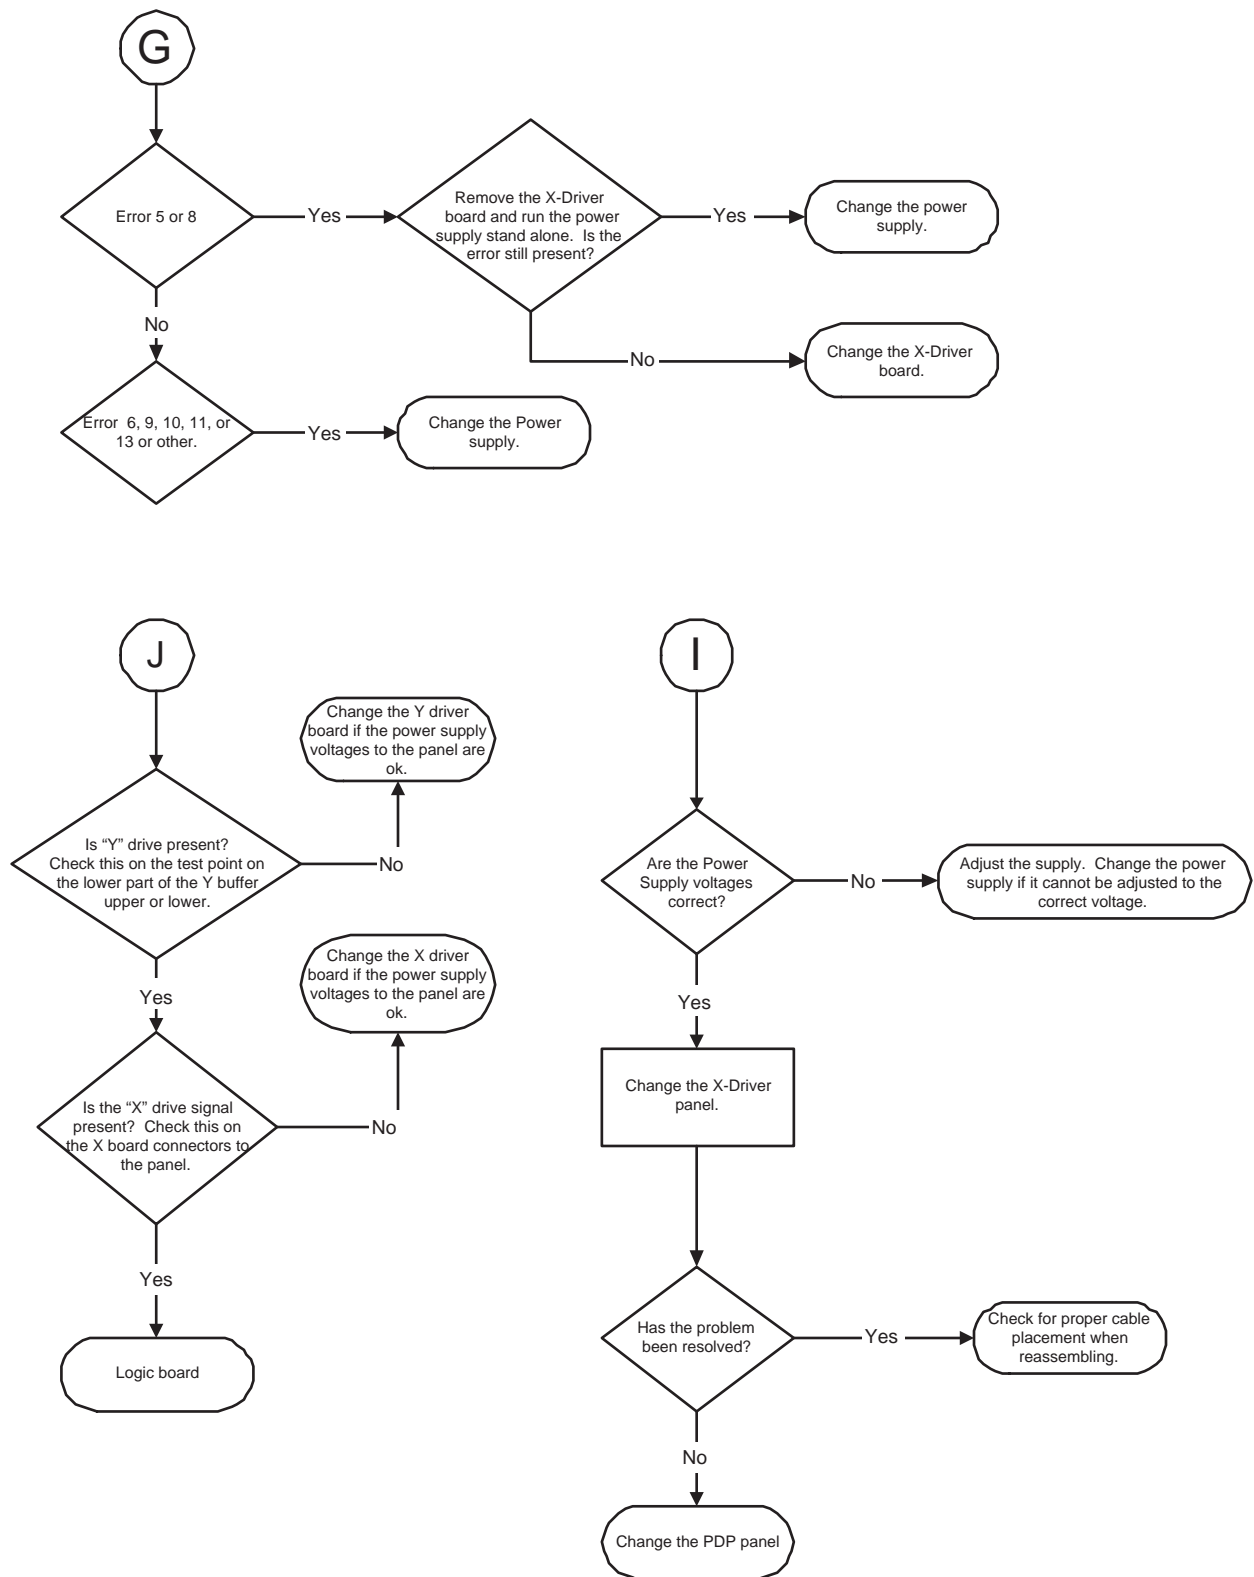 G
Error 5 or 8
Yes
Remove the X-Driver
board and run the power
supply stand alone. Is the
error still present?
Yes
Change the power
supply.
No
No
Change the X-Driver
board.
Error 6, 9, 10, 11, or
13 or other.
Yes
Change the Power
supply.
J
Change the Y driver
board if the power supply
voltages to the panel are
ok.
Is “Y” drive present?
Check this on the test point on
the lower part of the Y buffer
upper or lower.
No
Yes
Change the X driver
board if the power supply
voltages to the panel are
ok.
Is the “X” drive signal
present? Check this on
the X board connectors to
the panel.
No
Yes
Logic board
I
Are the Power
Supply voltages
correct?
No
Adjust the supply. Change the power
supply if it cannot be adjusted to the
correct voltage.
Yes
Change the X-Driver
panel.
Has the problem
been resolved?
Yes
Check for proper cable
placement when
reassembling.
No
Change the PDP panel